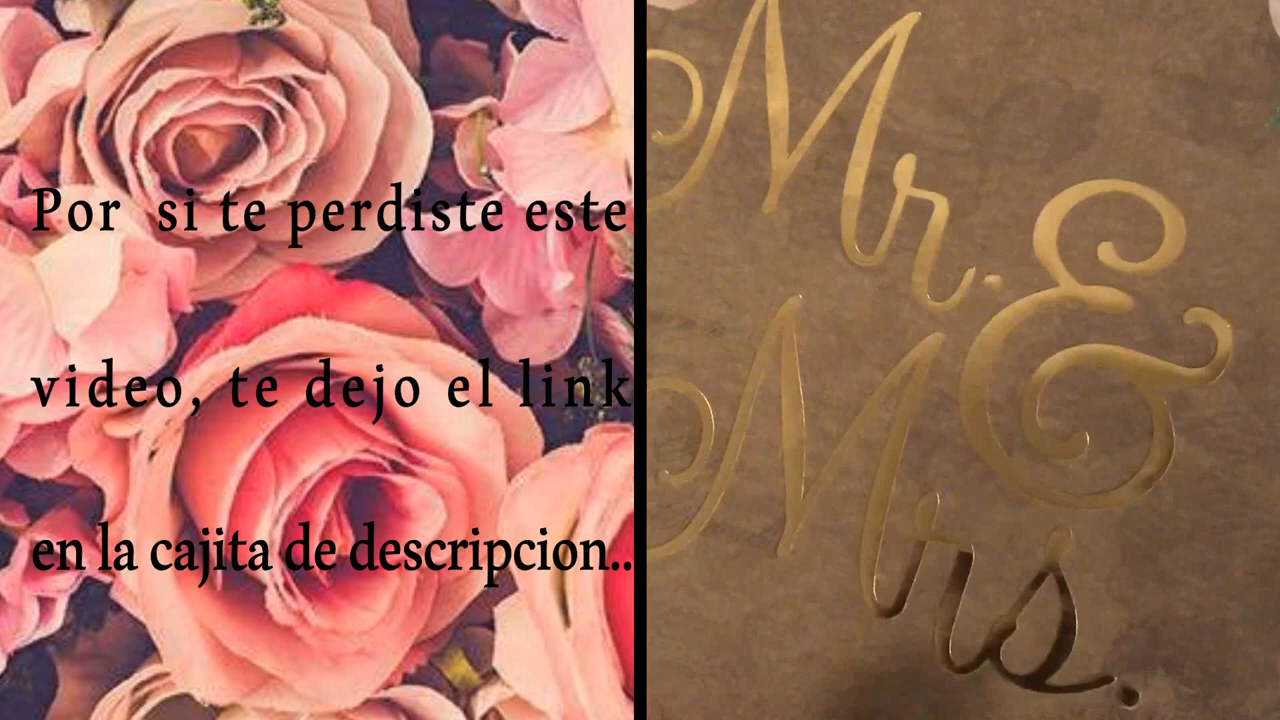 Por si te perdiste este
video, te dejo el link
en la cajita de descripcion..
Mr.
&
Mrs.